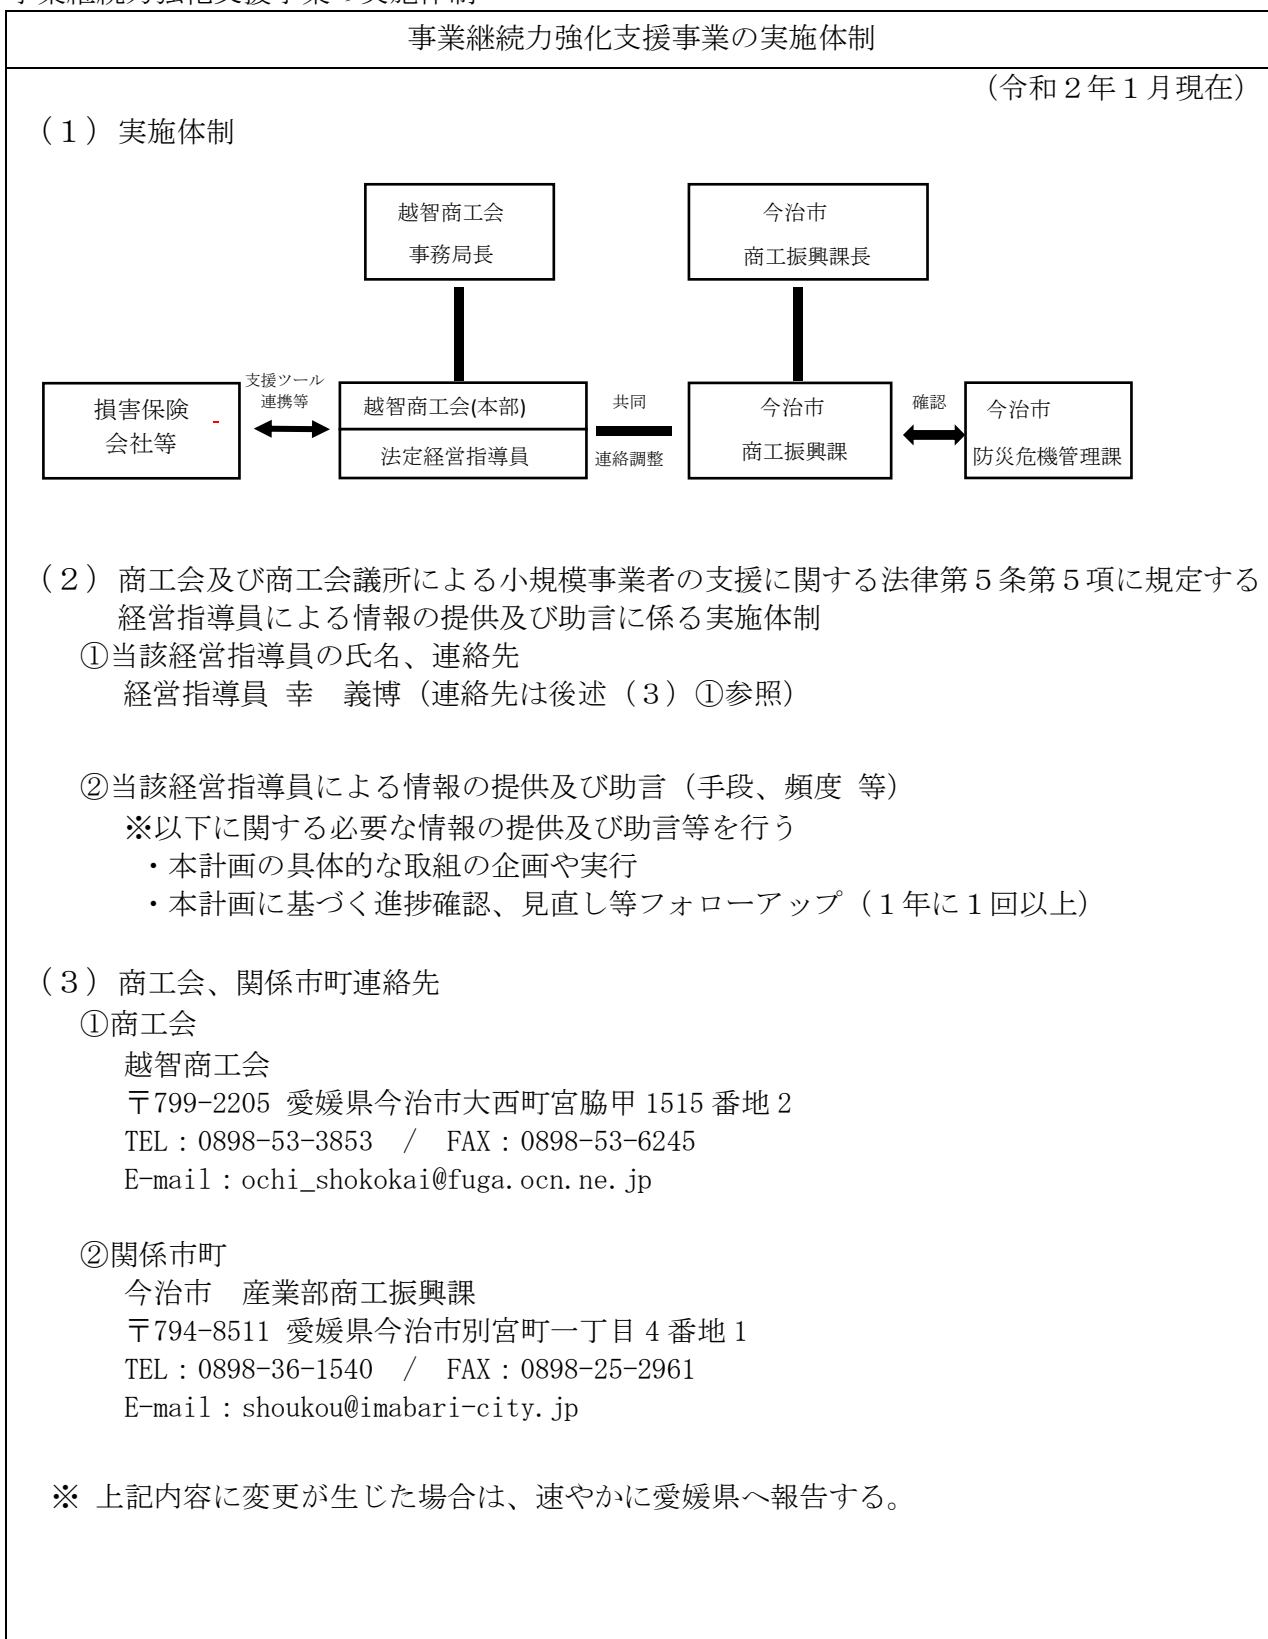 事業継続力強化支援事業の実施体制
事業継続力強化支援事業の実施体制
（令和２年１月現在）
（１）実施体制
越智商工会
事務局長
今治市
商工振興課長
損害保険
会社等
支援ツール
連携等
越智商工会(本部)
法定経営指導員
共同
連絡調整
今治市
商工振興課
確認
今治市
防災危機管理課
（２）商工会及び商工会議所による小規模事業者の支援に関する法律第５条第５項に規定する
経営指導員による情報の提供及び助言に係る実施体制
①当該経営指導員の氏名、連絡先
経営指導員 幸　義博（連絡先は後述（３）①参照）
②当該経営指導員による情報の提供及び助言（手段、頻度 等）
※以下に関する必要な情報の提供及び助言等を行う
・本計画の具体的な取組の企画や実行
・本計画に基づく進捗確認、見直し等フォローアップ（１年に１回以上）
（３）商工会、関係市町連絡先
①商工会
越智商工会
〒799-2205 愛媛県今治市大西町宮脇甲 1515 番地 2
TEL：0898-53-3853　/　FAX：0898-53-6245
E-mail：ochi_shokokai@fuga.ocn.ne.jp
②関係市町
今治市　産業部商工振興課
〒794-8511 愛媛県今治市別宮町一丁目 4 番地 1
TEL：0898-36-1540　/　FAX：0898-25-2961
E-mail：shoukou@imabari-city.jp
※ 上記内容に変更が生じた場合は、速やかに愛媛県へ報告する。